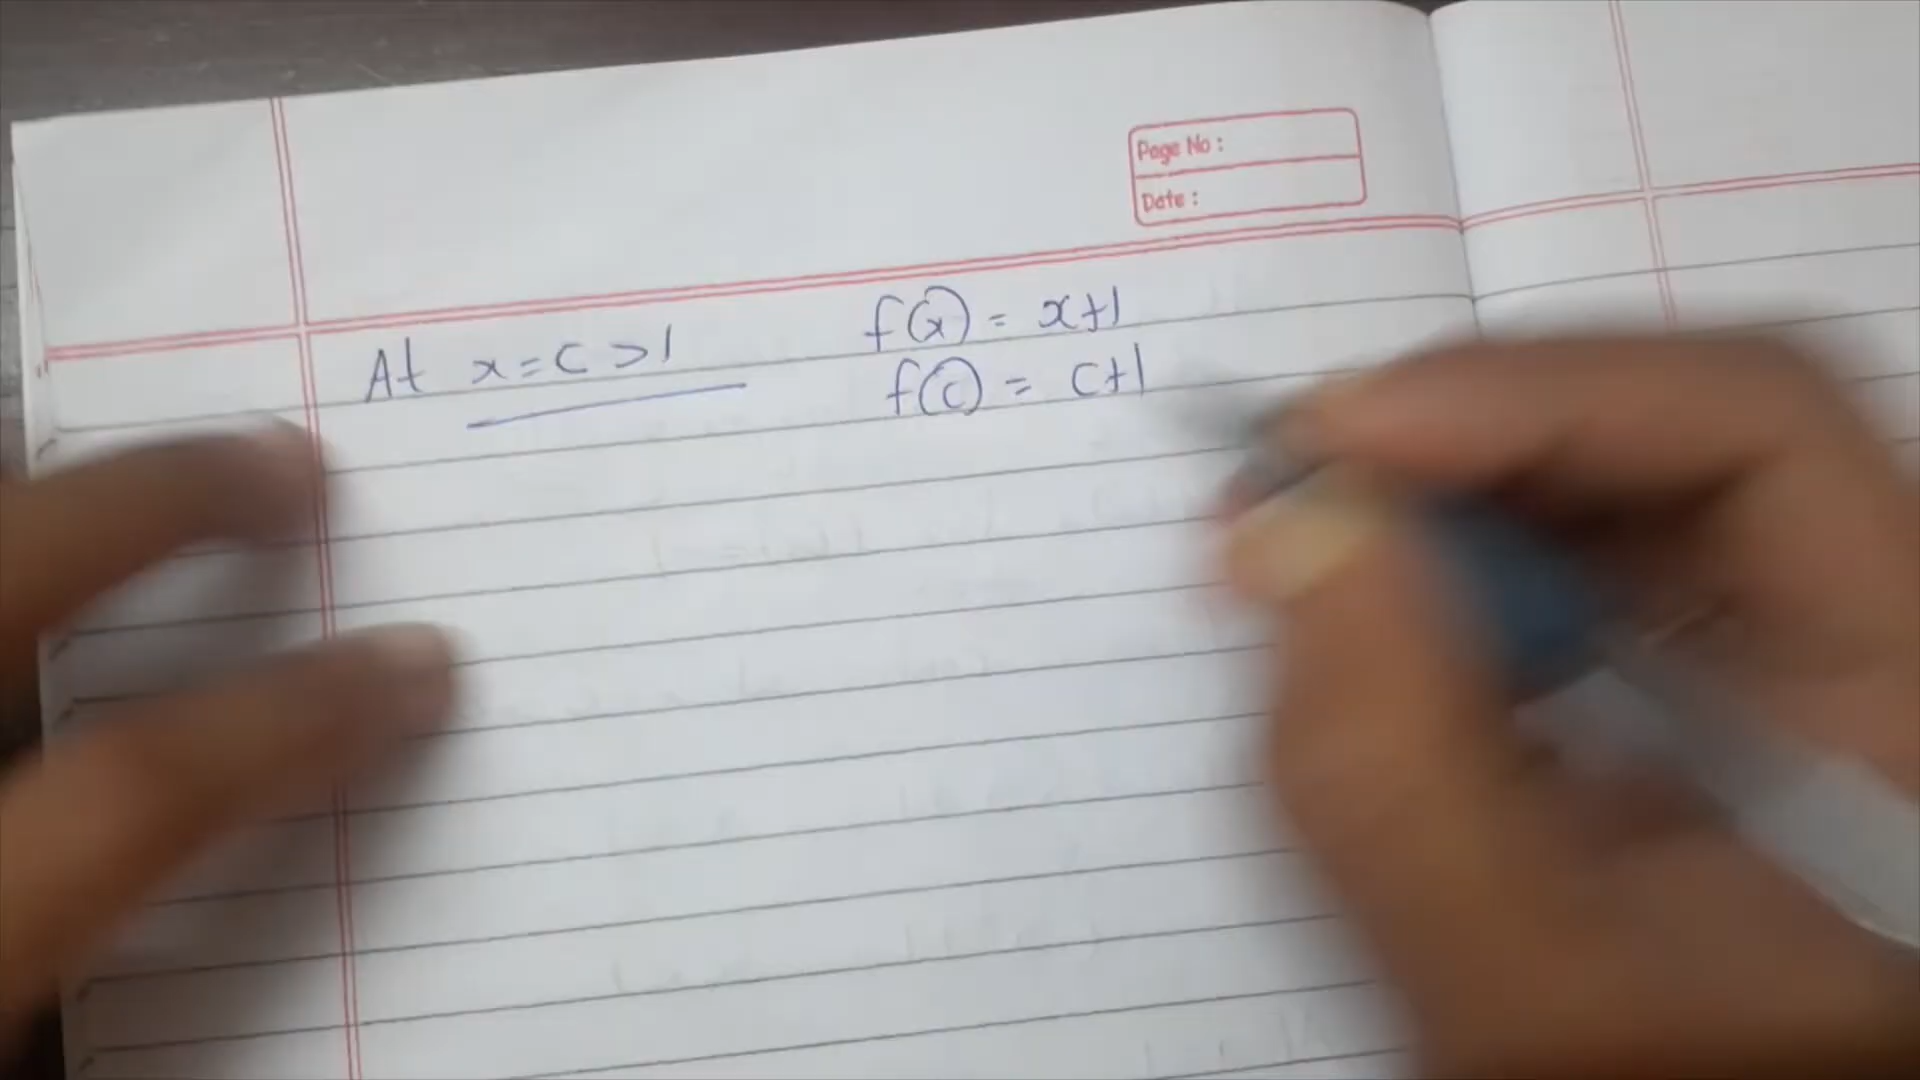 Page No :
Date :
At x = c > 1
f(x) = x+1
f(c) = c+1